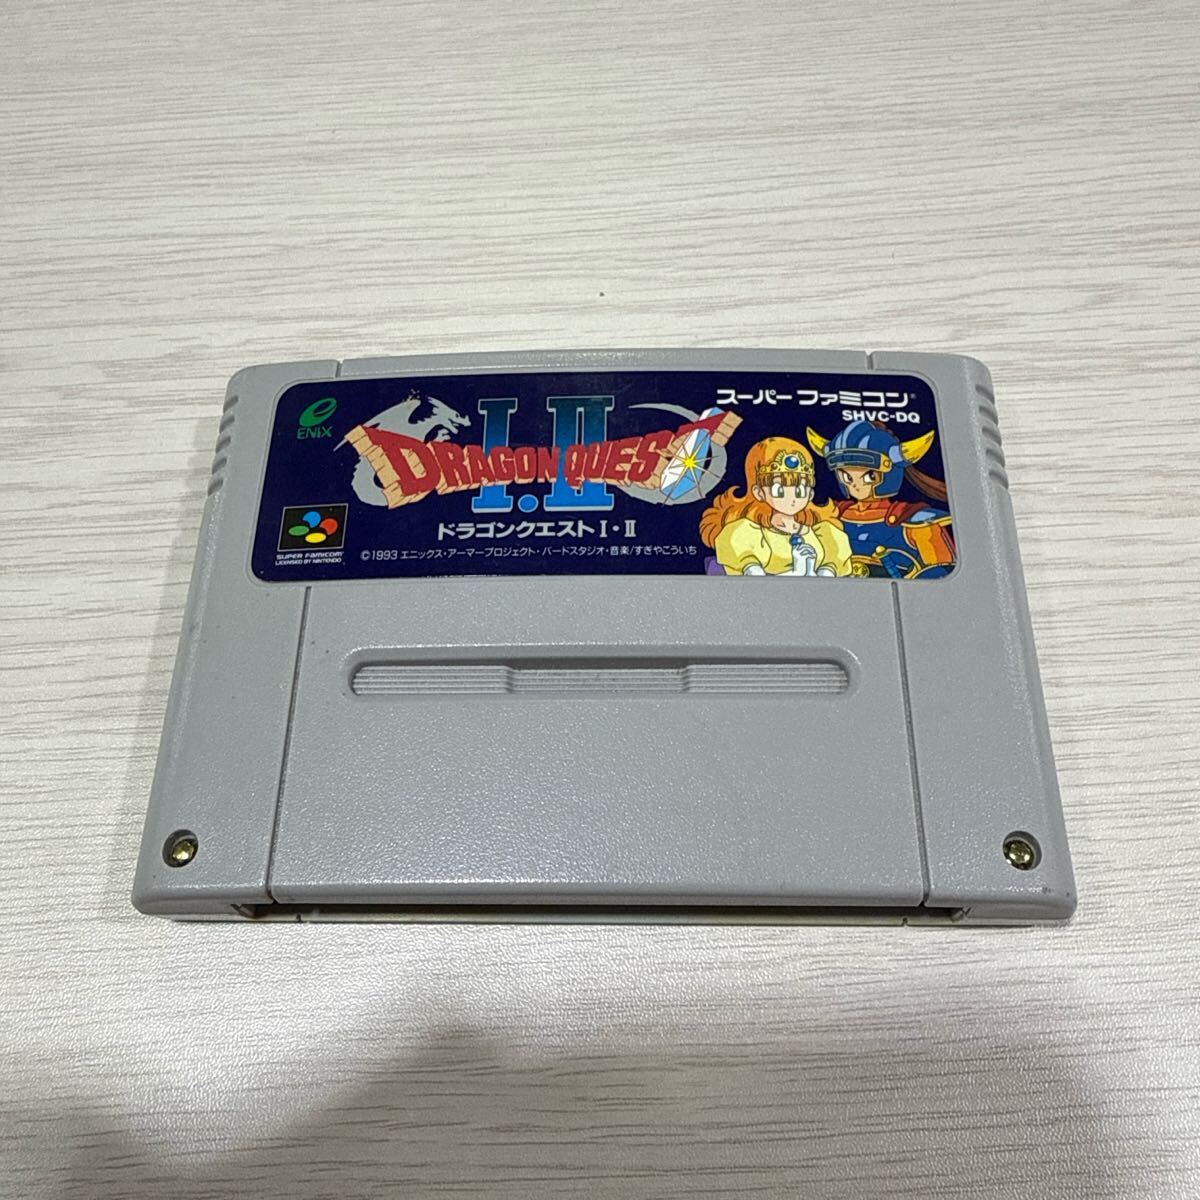 ENIX
I・II
DRAGON QUEST
ドラゴンクエスト I・II
スーパー ファミコン®
SHVC-DQ
SUPER FAMICOM
LICENSED BY NINTENDO
©1993 エニックス・アーマープロジェクト・バードスタジオ・音楽/すぎやこういち